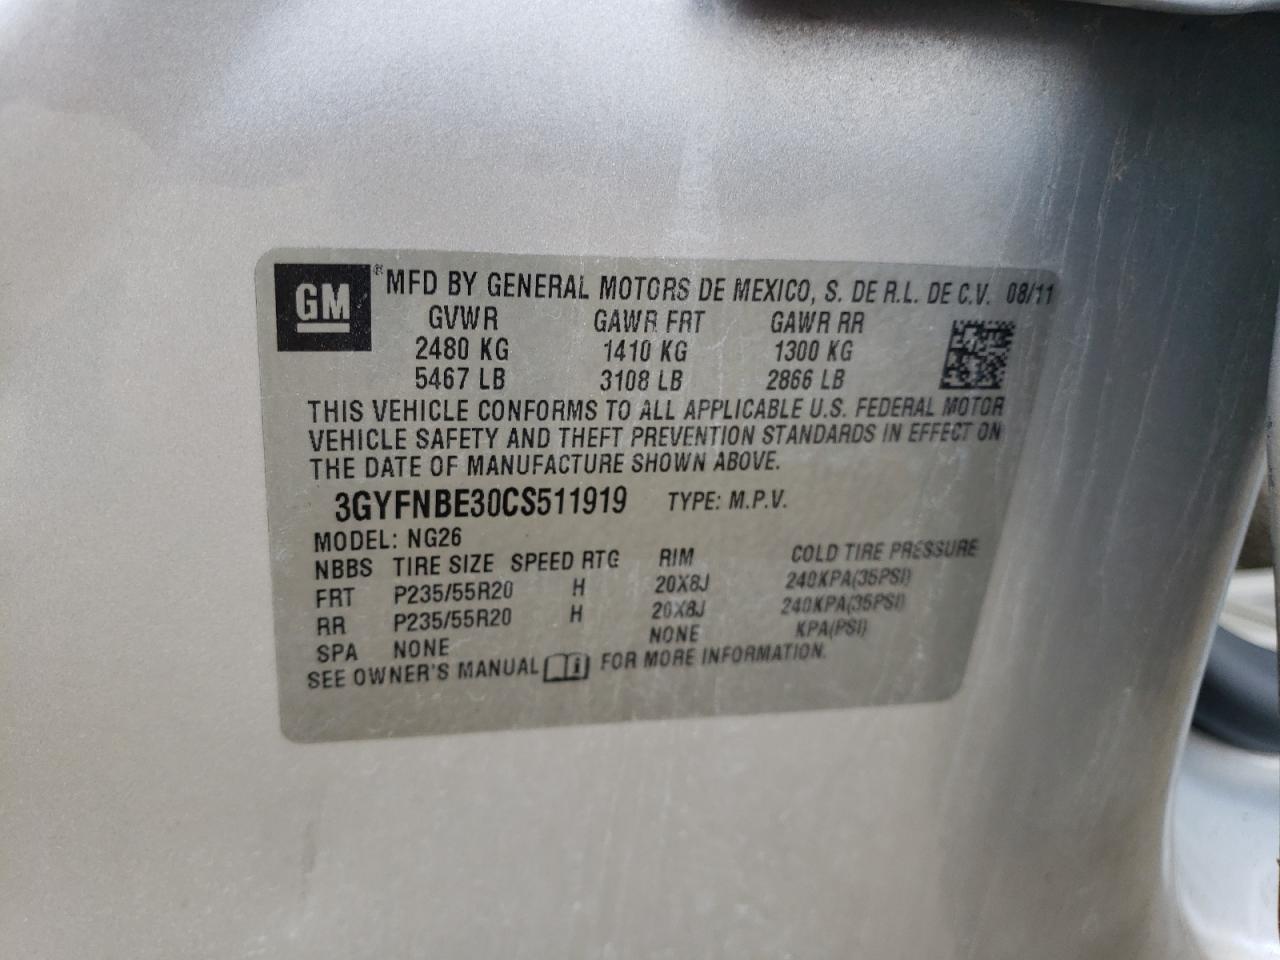 GM ® MFD BY GENERAL MOTORS DE MEXICO, S. DE R.L. DE C.V. 08/11
GVWR GAWR FRT GAWR RR
2480 KG 1410 KG 1300 KG
5467 LB 3108 LB 2866 LB
THIS VEHICLE CONFORMS TO ALL APPLICABLE U.S. FEDERAL MOTOR
VEHICLE SAFETY AND THEFT PREVENTION STANDARDS IN EFFECT ON
THE DATE OF MANUFACTURE SHOWN ABOVE.
3GYFNBE30CS511919 TYPE: M.P.V.
MODEL: NG26
NBBS TIRE SIZE SPEED RTG RIM COLD TIRE PRESSURE
FRT P235/55R20 H 20X8J 240KPA(35PSI)
RR P235/55R20 H 20X8J 240KPA(35PSI)
SPA NONE NONE KPA(PSI)
SEE OWNER'S MANUAL FOR MORE INFORMATION.